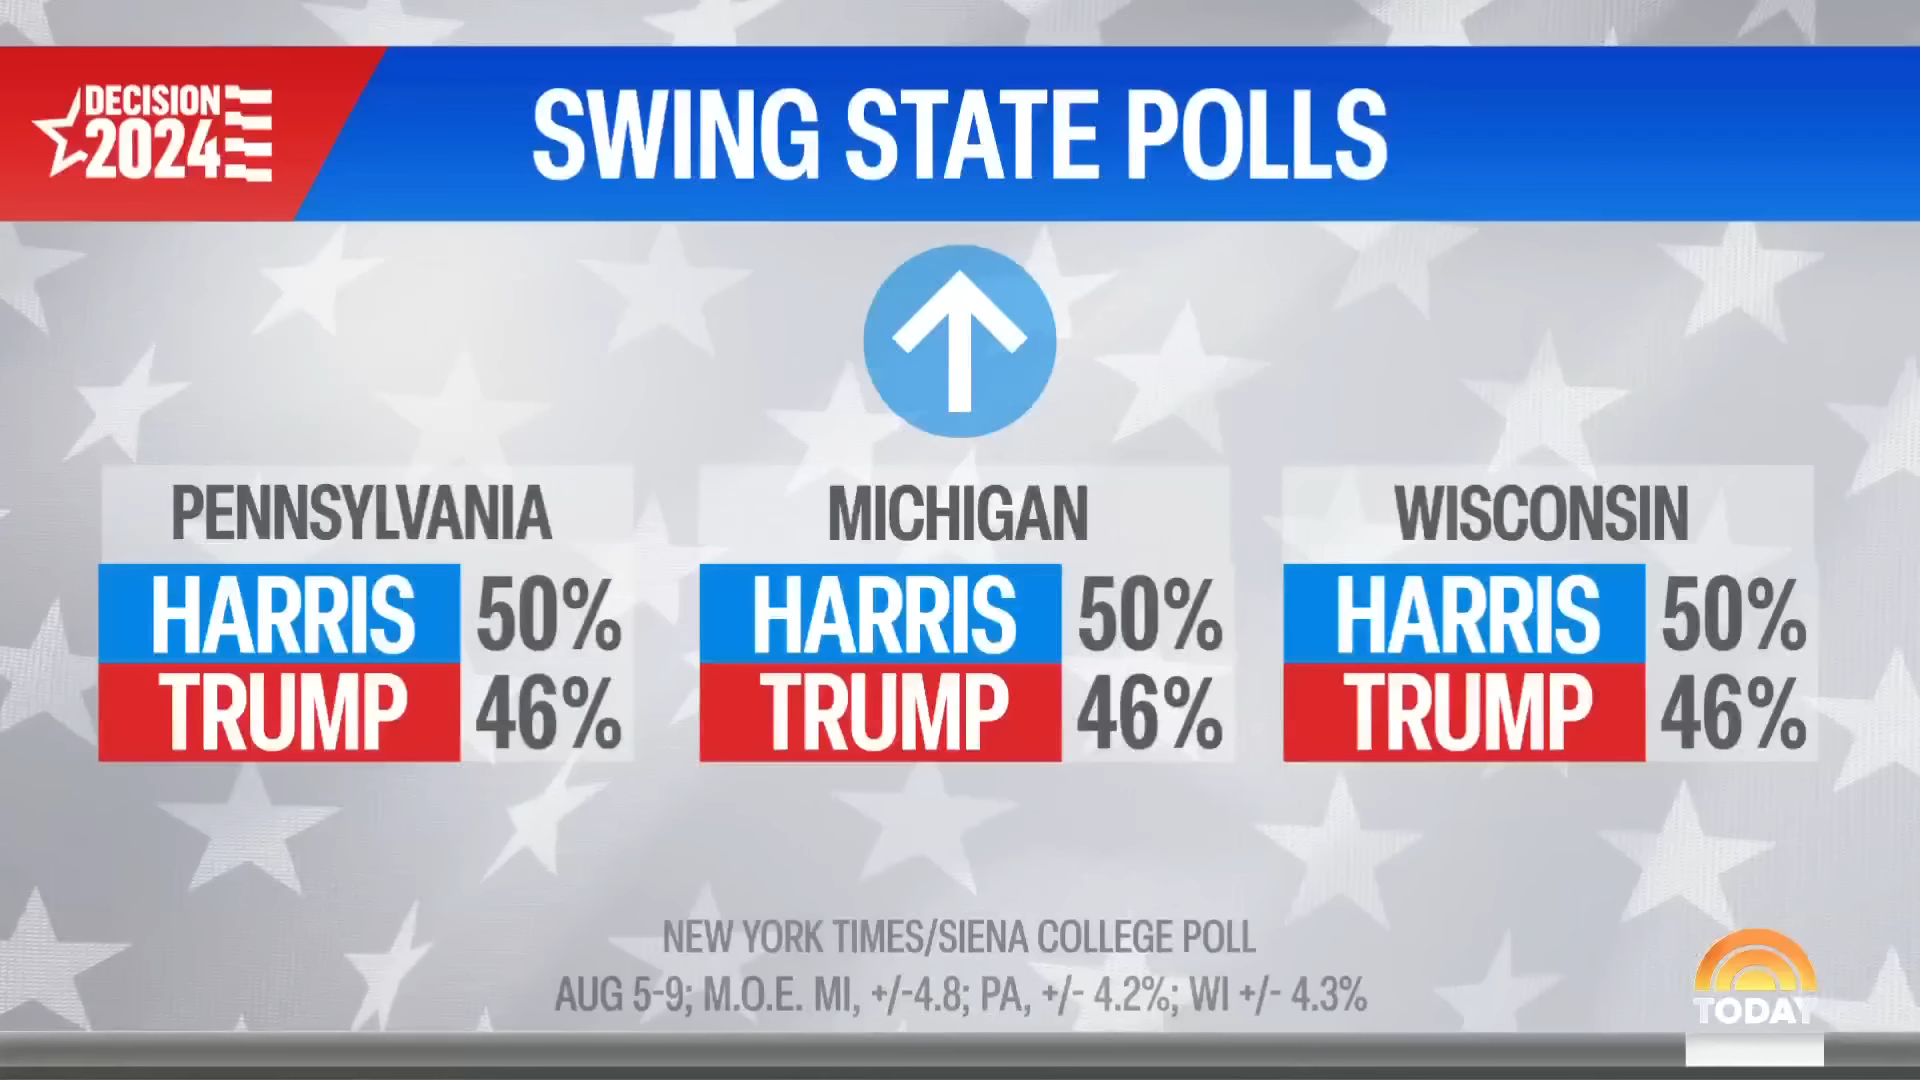 DECISION
2024
SWING STATE POLLS
PENNSYLVANIA
HARRIS 50%
TRUMP 46%
MICHIGAN
HARRIS 50%
TRUMP 46%
WISCONSIN
HARRIS 50%
TRUMP 46%
NEW YORK TIMES/SIENA COLLEGE POLL
AUG 5-9; M.O.E. MI, +/-4.8; PA, +/- 4.2%; WI +/- 4.3%
TODAY